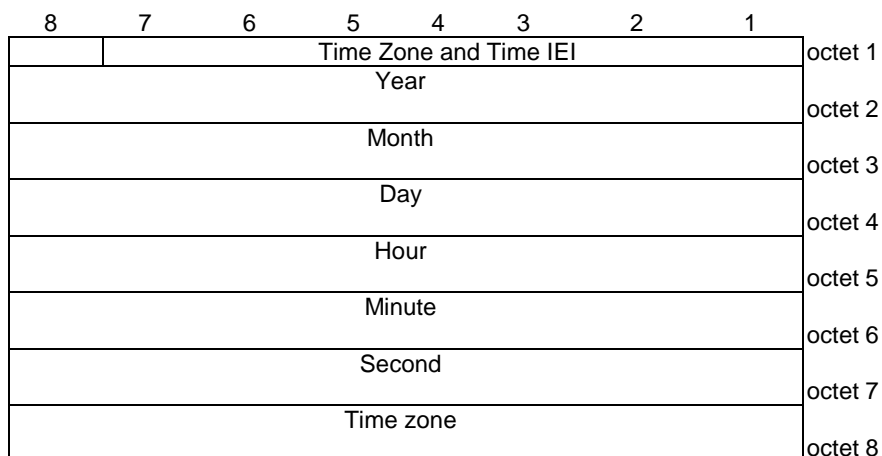 8 7 6 5 4 3 2 1
Time Zone and Time IEI octet 1
Year
octet 2
Month
octet 3
Day
octet 4
Hour
octet 5
Minute
octet 6
Second
octet 7
Time zone
octet 8